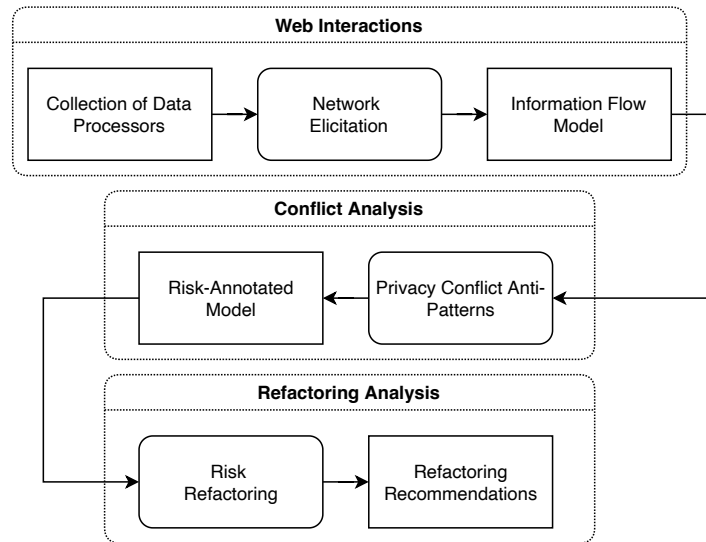 Web Interactions
Collection of Data
Processors
Network
Elicitation
Information Flow
Model
Conflict Analysis
Risk-Annotated
Model
Privacy Conflict Anti-
Patterns
Refactoring Analysis
Risk
Refactoring
Refactoring
Recommendations